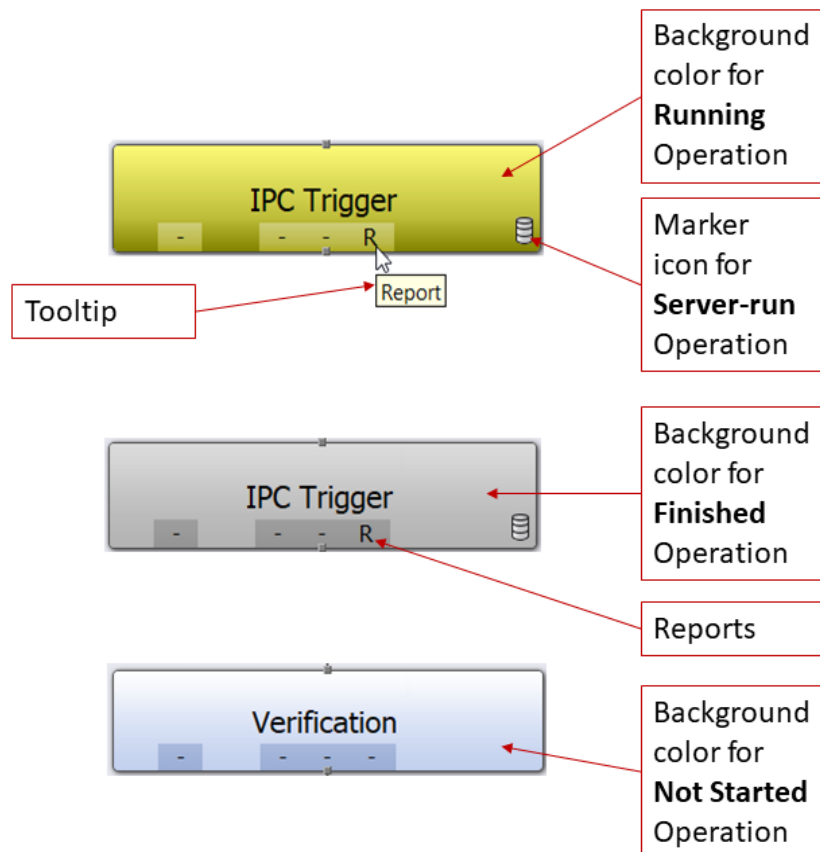 Background
color for
Running
Operation
IPC Trigger
- - - R
Marker
icon for
Server-run
Operation
Report
Tooltip
Background
color for
Finished
Operation
IPC Trigger
- - - R
Reports
Background
color for
Not Started
Operation
Verification
- - - -